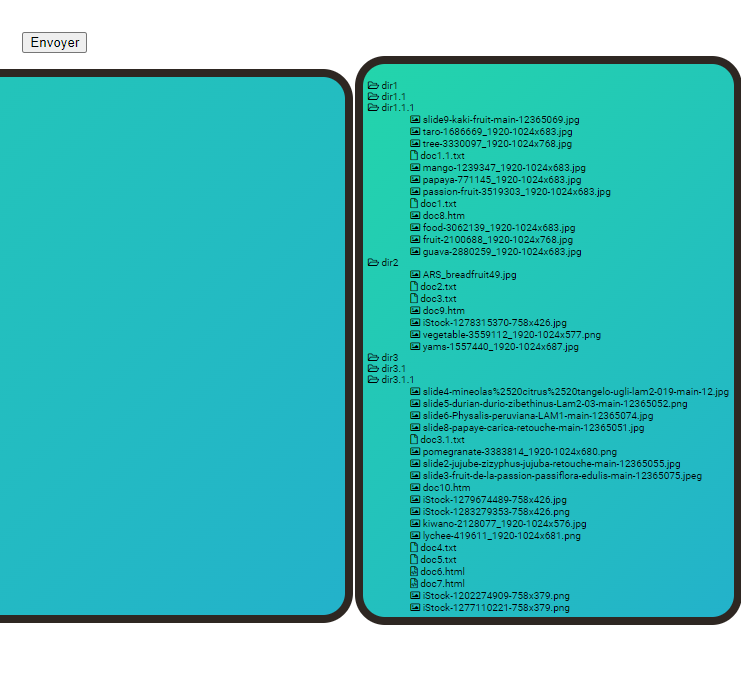 Envoyer
dir1
dir1.1
dir1.1.1
slide9-kaki-fruit-main-12365069.jpg
taro-1686669_1920-1024x683.jpg
tree-3330097_1920-1024x768.jpg
doc1.1.txt
mango-1239347_1920-1024x683.jpg
papaya-771145_1920-1024x683.jpg
passion-fruit-3519303_1920-1024x683.jpg
doc1.txt
doc8.htm
food-3062139_1920-1024x683.jpg
fruit-2100688_1920-1024x768.jpg
guava-2880259_1920-1024x683.jpg
dir2
ARS_breadfruit49.jpg
doc2.txt
doc3.txt
doc9.htm
iStock-1278315370-758x426.jpg
vegetable-3559112_1920-1024x577.png
yams-1557440_1920-1024x687.jpg
dir3
dir3.1
dir3.1.1
slide4-mineolas%2520citrus%2520tangelo-ugli-lam2-019-main-12.jpg
slide5-durian-durio-zibethinus-Lam2-03-main-12365052.png
slide6-Physalis-peruviana-LAM1-main-12365074.jpg
slide8-papaye-carica-retouche-main-12365051.jpg
doc3.1.txt
pomegranate-3383814_1920-1024x680.png
slide2-jujube-zizyphus-jujuba-retouche-main-12365055.jpg
slide3-fruit-de-la-passion-passiflora-edulis-main-12365075.jpeg
doc10.htm
iStock-1279674489-758x426.jpg
iStock-1283279353-758x426.png
kiwano-2128077_1920-1024x576.jpg
lychee-419611_1920-1024x681.png
doc4.txt
doc5.txt
doc6.html
doc7.html
iStock-1202274909-758x379.png
iStock-1277110221-758x379.png